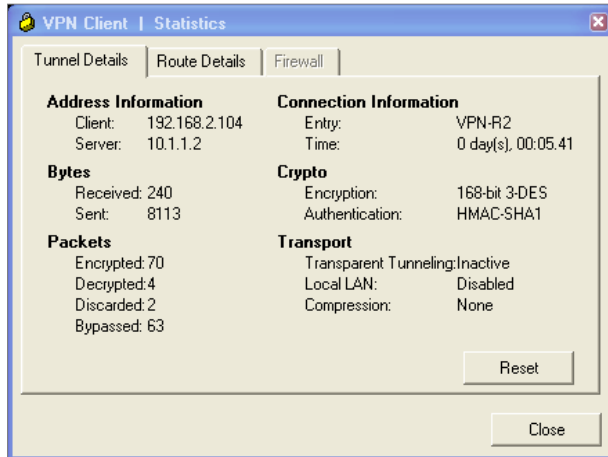 VPN Client | Statistics
Tunnel Details Route Details Firewall
Address Information
Client: 192.168.2.104
Server: 10.1.1.2
Connection Information
Entry: VPN-R2
Time: 0 day(s), 00:05.41
Bytes
Received: 240
Sent: 8113
Crypto
Encryption: 168-bit 3-DES
Authentication: HMAC-SHA1
Packets
Encrypted: 70
Decrypted: 4
Discarded: 2
Bypassed: 63
Transport
Transparent Tunneling: Inactive
Local LAN: Disabled
Compression: None
Reset
Close